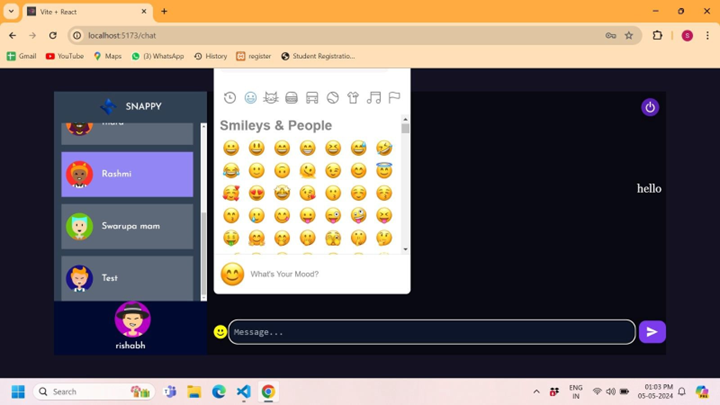 Vite + React
localhost:5173/chat
Gmail
YouTube
Maps
(3) WhatsApp
History
register
Student Registratio...
S
SNAPPY
Rashmi
Swarupa mam
Test
rishabh
Smileys & People
What's Your Mood?
hello
Message...
Search
ENG
IN
01:03 PM
05-05-2024